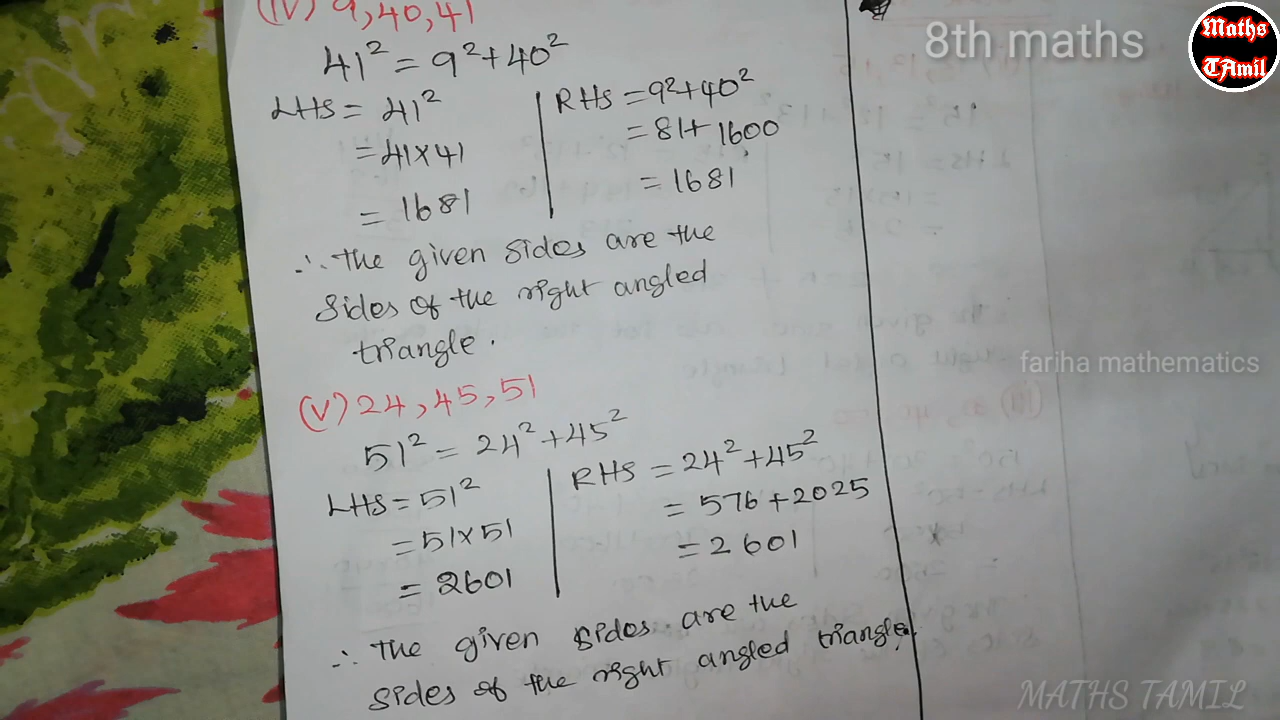 (iv) 9,40,41
41² = 9²+40²
LHS = 41²
=41×41
= 1681
RHS =9²+40²
=81+1600
= 1681
∴ The given sides are the
sides of the right angled
triangle.
(v) 24,45,51
51² = 24²+45²
LHS = 51²
=51×51
= 2601
RHS = 24²+45²
= 576+2025
=2601
∴ The given sides are the
sides of the right angled triangle.
8th maths
Maths
TAmil
fariha mathematics
MATHS TAMIL